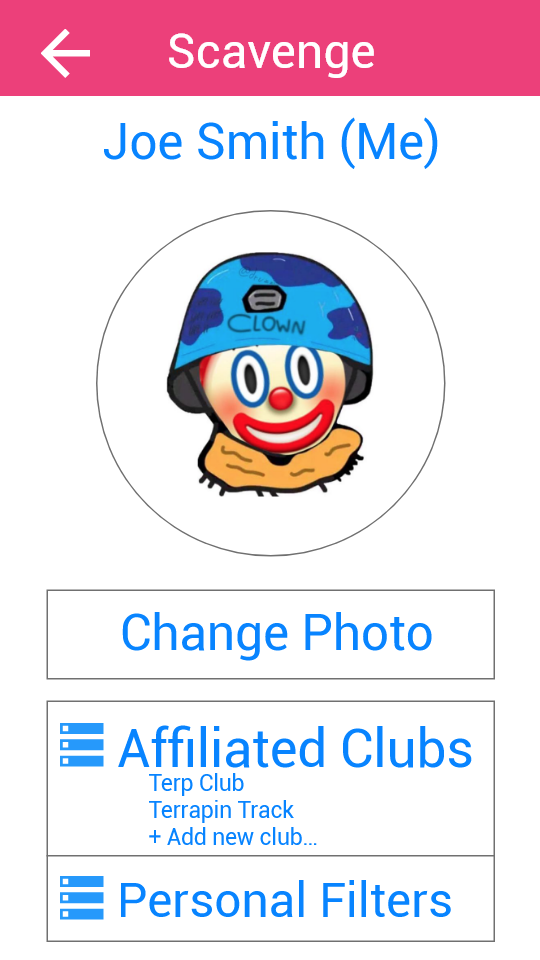 Scavenge
Joe Smith (Me)
CLOWN
Change Photo
Affiliated Clubs
Terp Club
Terrapin Track
+ Add new club...
Personal Filters